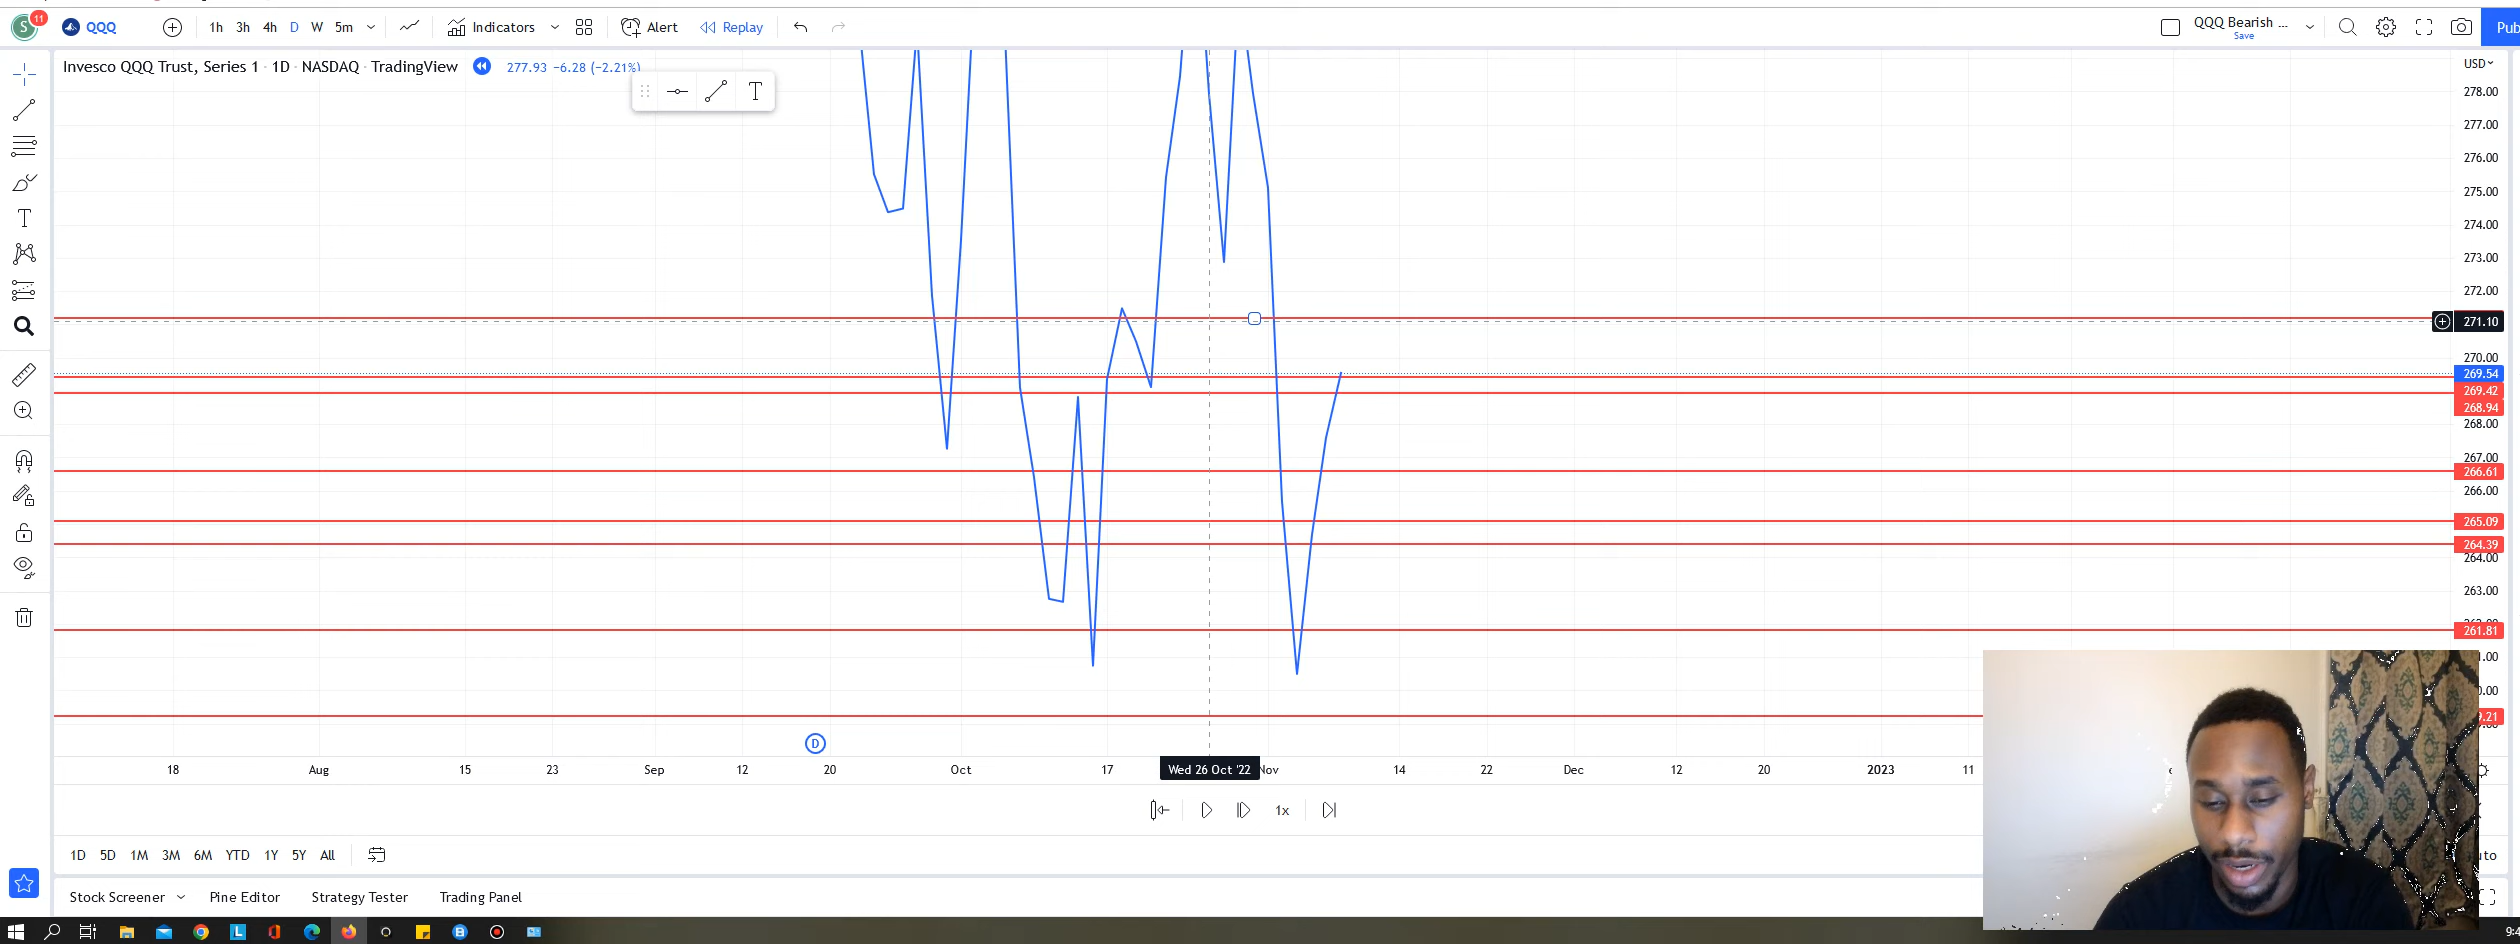 S 11 QQQ 1h 3h 4h D W 5m Indicators Alert Replay QQQ Bearish ... Pub
Save
Invesco QQQ Trust, Series 1 · 1D · NASDAQ · TradingView 277.93 −6.28 (−2.21%) USD
T
278.00
277.00
276.00
275.00
274.00
273.00
272.00
271.10
270.00
269.54
269.42
268.94
268.00
267.00
266.61
266.00
265.09
264.39
264.00
263.00
261.81
9.21
D
18 Aug 15 23 Sep 12 20 Oct 17 Wed 26 Oct '22 Nov 14 22 Dec 12 20 2023 11
1x
1D 5D 1M 3M 6M YTD 1Y 5Y All
Stock Screener Pine Editor Strategy Tester Trading Panel
L B